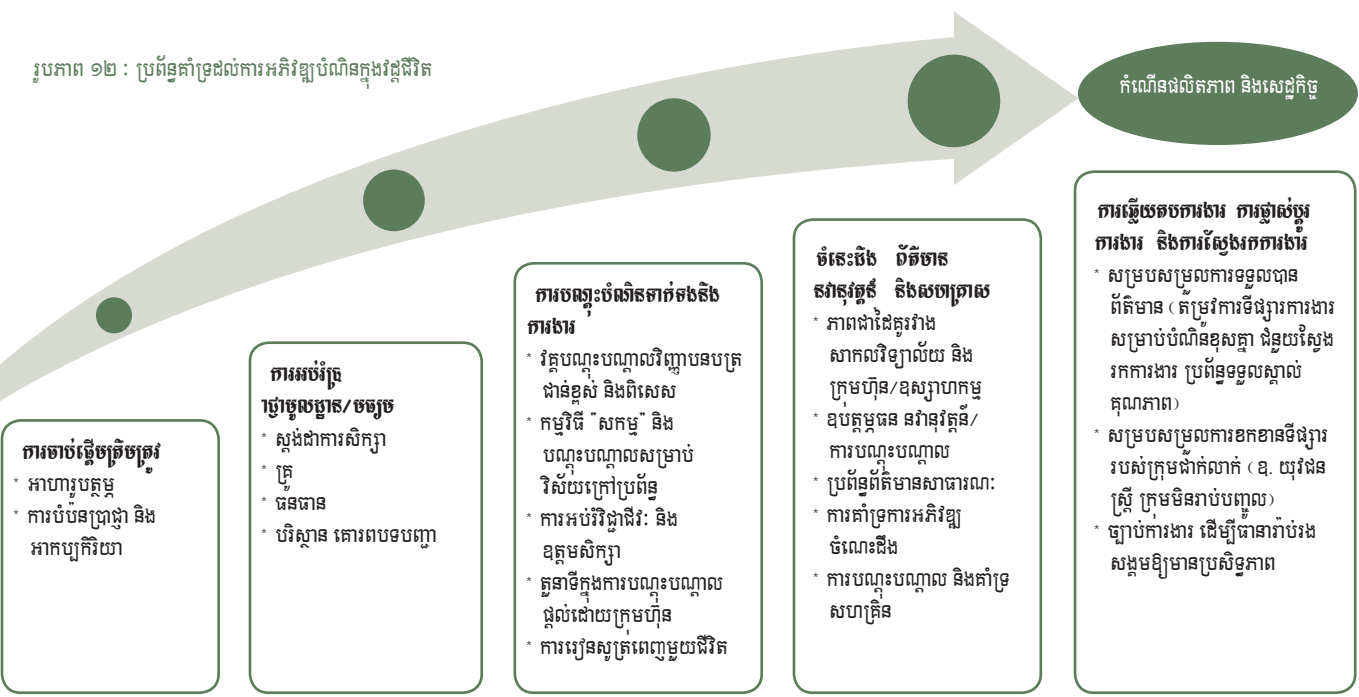 រូបភាព ១២ : ប្រព័ន្ធគាំទ្រដល់ការអភិវឌ្ឍបំណិនក្នុងវដ្តជីវិត
កំណើនផលិតភាព និងសេដ្ឋកិច្ច
ការចាប់ផ្តើមត្រឹមត្រូវ
* អាហារូបត្ថម្ភ
* ការបំប៉នប្រាជ្ញា និង
អាកប្បកិរិយា
ការអប់រំថ្នា
* ស្តង់ដាការសិក្សា
* គ្រូ
* ធនធាន
* បរិស្ថាន គោរពបទបញ្ជា
ការបណ្តុះបំណិនទាក់ទងនឹង
ការងារ
* វគ្គបណ្តុះបណ្តាលវិញ្ញាបនបត្រ
ជាន់ខ្ពស់ និងពិសេស
* កម្មវិធី "សកម្ម" និង
បណ្តុះបណ្តាលសម្រាប់
វិស័យក្រៅប្រព័ន្ធ
* ការអប់រំវិជ្ជាជីវៈ និង
ឧត្តមសិក្សា
* តួនាទីក្នុងការបណ្តុះបណ្តាល
ផ្តល់ដោយក្រុមហ៊ុន
* ការរៀនសូត្រពេញមួយជីវិត
ចំនេះដឹង ព័ត៌មាន
នវានុវត្តន៍ និងសហគ្រាស
* ភាពជាដៃគូរវាង
សាកលវិទ្យាល័យ និង
ក្រុមហ៊ុន/ឧស្សាហកម្ម
* ឧបត្ថម្ភធន នវានុវត្តន៍/
ការបណ្តុះបណ្តាល
* ប្រព័ន្ធព័ត៌មានសាធារណៈ
* ការគាំទ្រការអភិវឌ្ឍ
ចំណេះដឹង
* ការបណ្តុះបណ្តាល និងគាំទ្រ
សហគ្រិន
ការឆ្លើយតបការងារ ការផ្លាស់ប្តូរ
ការងារ និងការស្វែងរកការងារ
* សម្របសម្រួលការទទួលបាន
ព័ត៌មាន (តម្រូវការទីផ្សារការងារ
សម្រាប់បំណិនខុសគ្នា ជំនួយស្វែង
រកការងារ ប្រព័ន្ធទទួលស្គាល់
គុណភាព)
* សម្របសម្រួលការខកខានទីផ្សារ
របស់ក្រុមជាក់លាក់ (ឧ. យុវជន
ស្ត្រី ក្រុមមិនរាប់បញ្ចូល)
* ច្បាប់ការងារ ដើម្បីធានារ៉ាប់រង
សង្គមឱ្យមានប្រសិទ្ធភាព